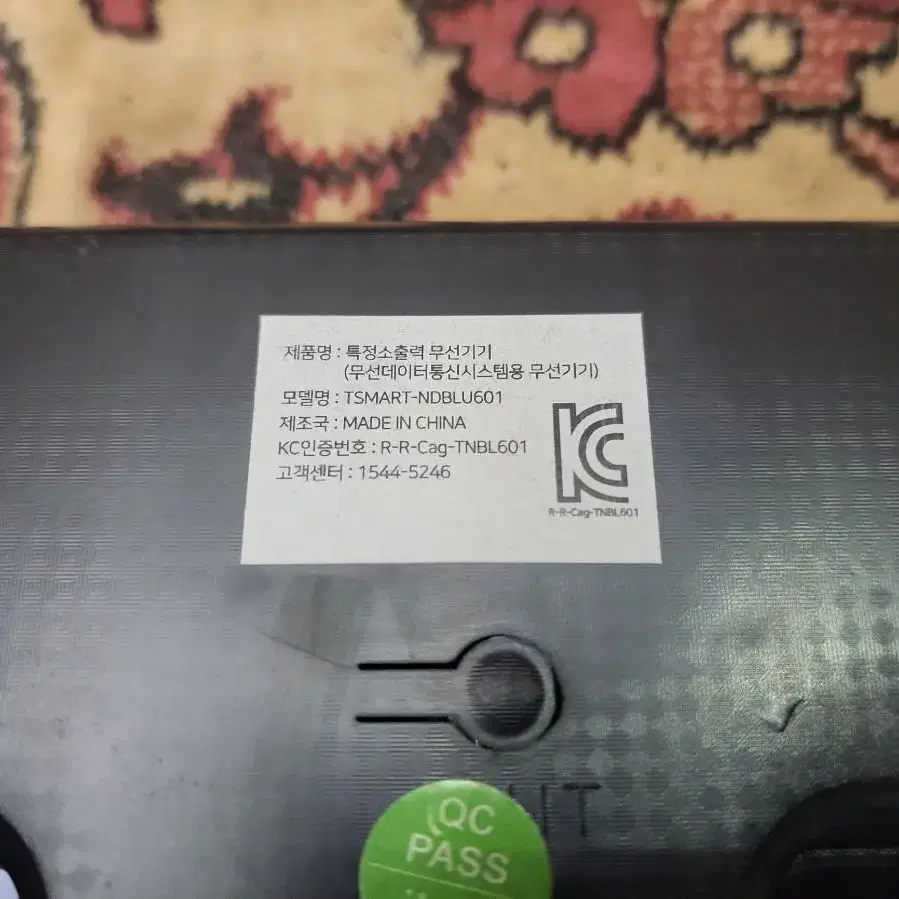 제품명 : 특정소출력 무선기기
(무선데이터통신시스템용 무선기기)
모델명 : TSMART-NDBLU601
제조국 : MADE IN CHINA
KC인증번호 : R-R-Cag-TNBL601
고객센터 : 1544-5246
KC
R-R-Cag-TNBL601
QC
PASS